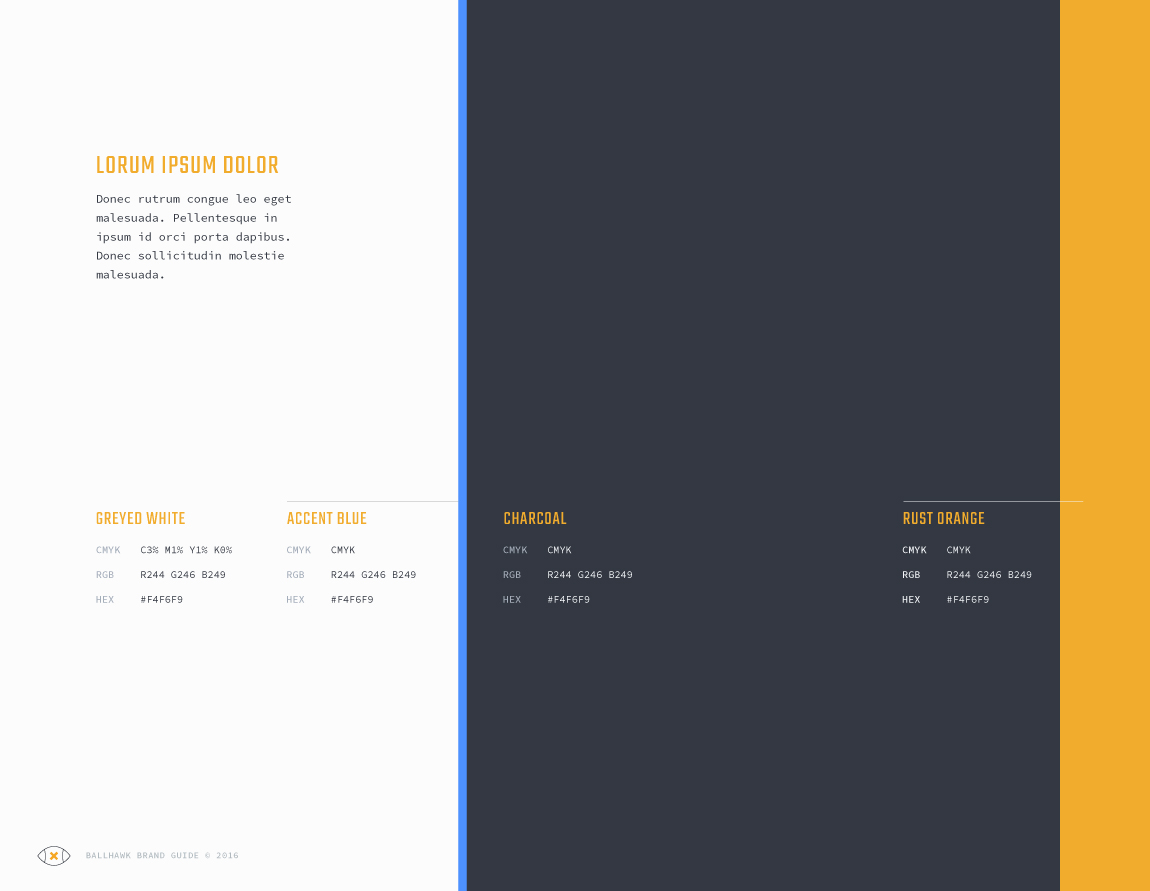 LORUM IPSUM DOLOR
Donec rutrum congue leo eget
malesuada. Pellentesque in
ipsum id orci porta dapibus.
Donec sollicitudin molestie
malesuada.
GREYED WHITE
CMYK C3% M1% Y1% K0%
RGB R244 G246 B249
HEX #F4F6F9
ACCENT BLUE
CMYK CMYK
RGB R244 G246 B249
HEX #F4F6F9
CHARCOAL
CMYK CMYK
RGB R244 G246 B249
HEX #F4F6F9
RUST ORANGE
CMYK CMYK
RGB R244 G246 B249
HEX #F4F6F9
BALLHAWK BRAND GUIDE © 2016